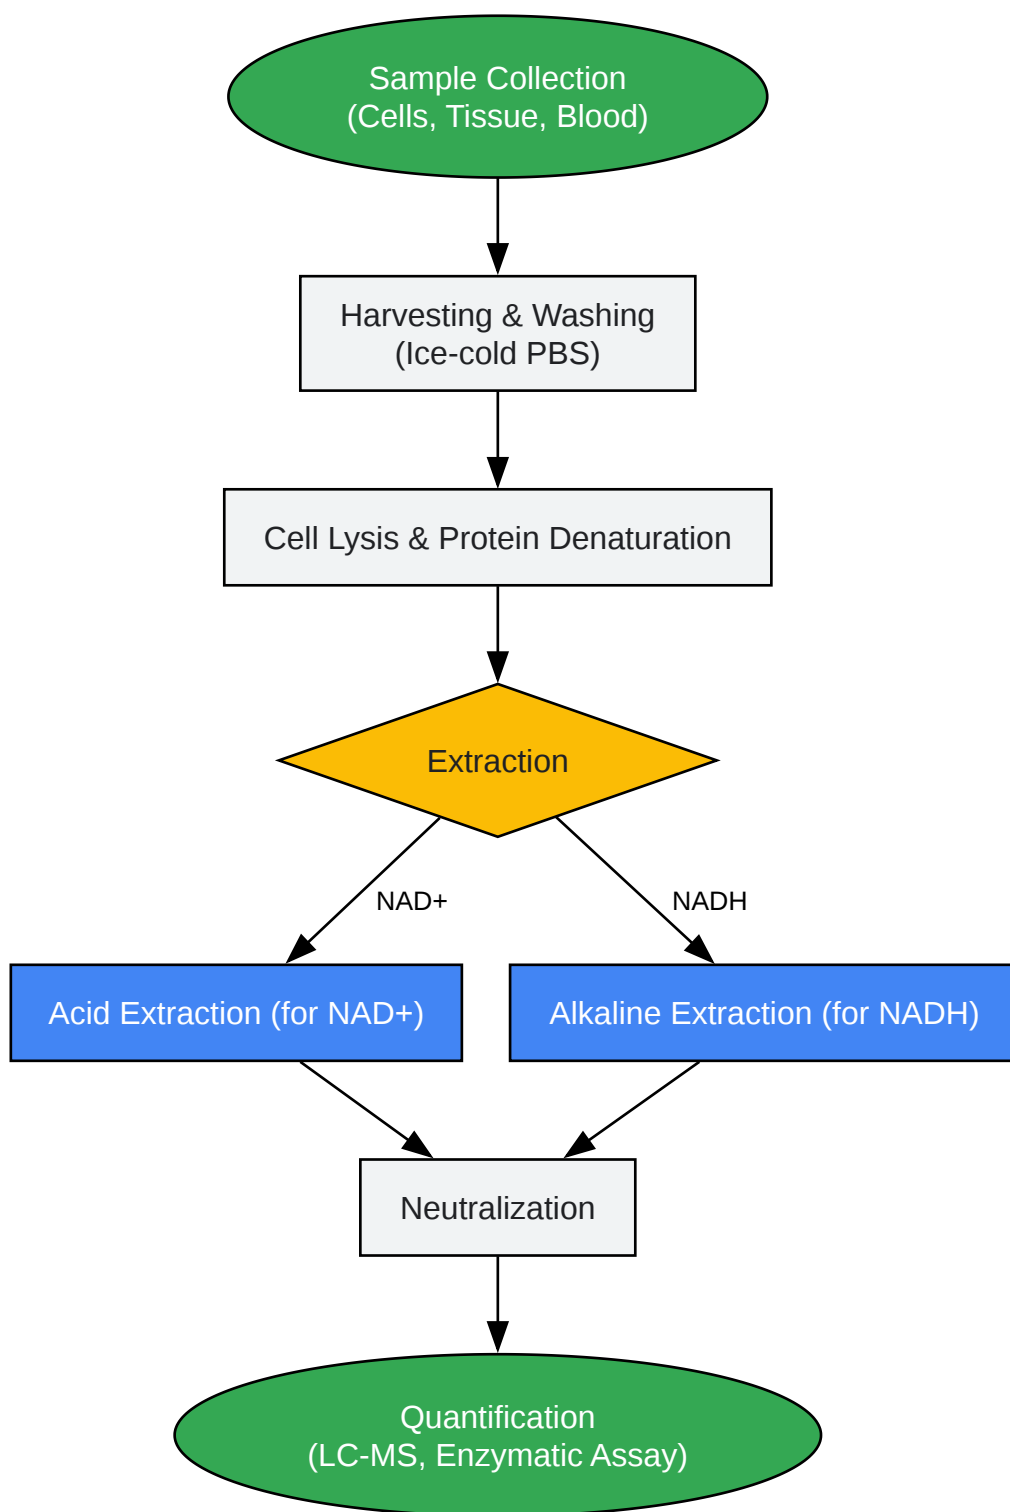 Sample Collection
(Cells, Tissue, Blood)
Harvesting & Washing
(Ice-cold PBS)
Cell Lysis & Protein Denaturation
Extraction
NAD+
NADH
Acid Extraction (for NAD+)
Alkaline Extraction (for NADH)
Neutralization
Quantification
(LC-MS, Enzymatic Assay)